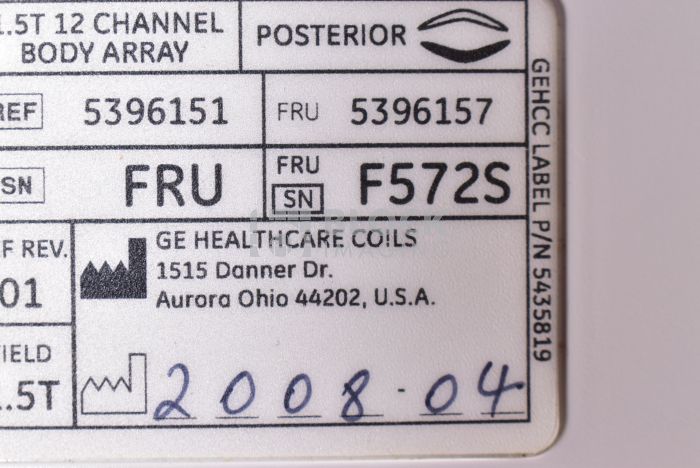 .5T 12 CHANNEL
BODY ARRAY
POSTERIOR
REF 5396151
FRU 5396157
SN FRU
FRU
SN F572S
F REV.
01
GE HEALTHCARE COILS
1515 Danner Dr.
Aurora Ohio 44202, U.S.A.
IELD
.5T
2008-04
GEHCC LABEL P/N 5435819